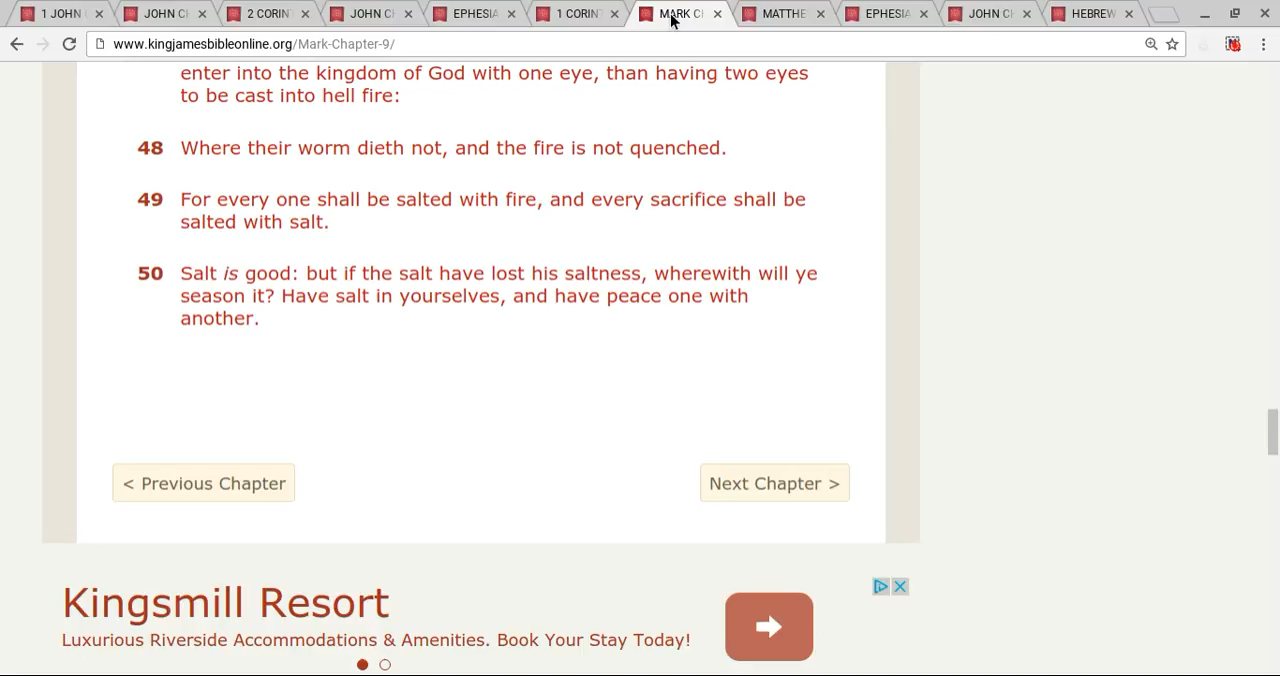 1 JOHN
JOHN CH
2 CORINT
JOHN CH
EPHESIA
1 CORINT
MARK CH
MATTHE
EPHESIA
JOHN CH
HEBREW
www.kingjamesbibleonline.org/Mark-Chapter-9/
enter into the kingdom of God with one eye, than having two eyes
to be cast into hell fire:
48 Where their worm dieth not, and the fire is not quenched.
49 For every one shall be salted with fire, and every sacrifice shall be
salted with salt.
50 Salt is good: but if the salt have lost his saltness, wherewith will ye
season it? Have salt in yourselves, and have peace one with
another.
< Previous Chapter
Next Chapter >
Kingsmill Resort
Luxurious Riverside Accommodations & Amenities. Book Your Stay Today!